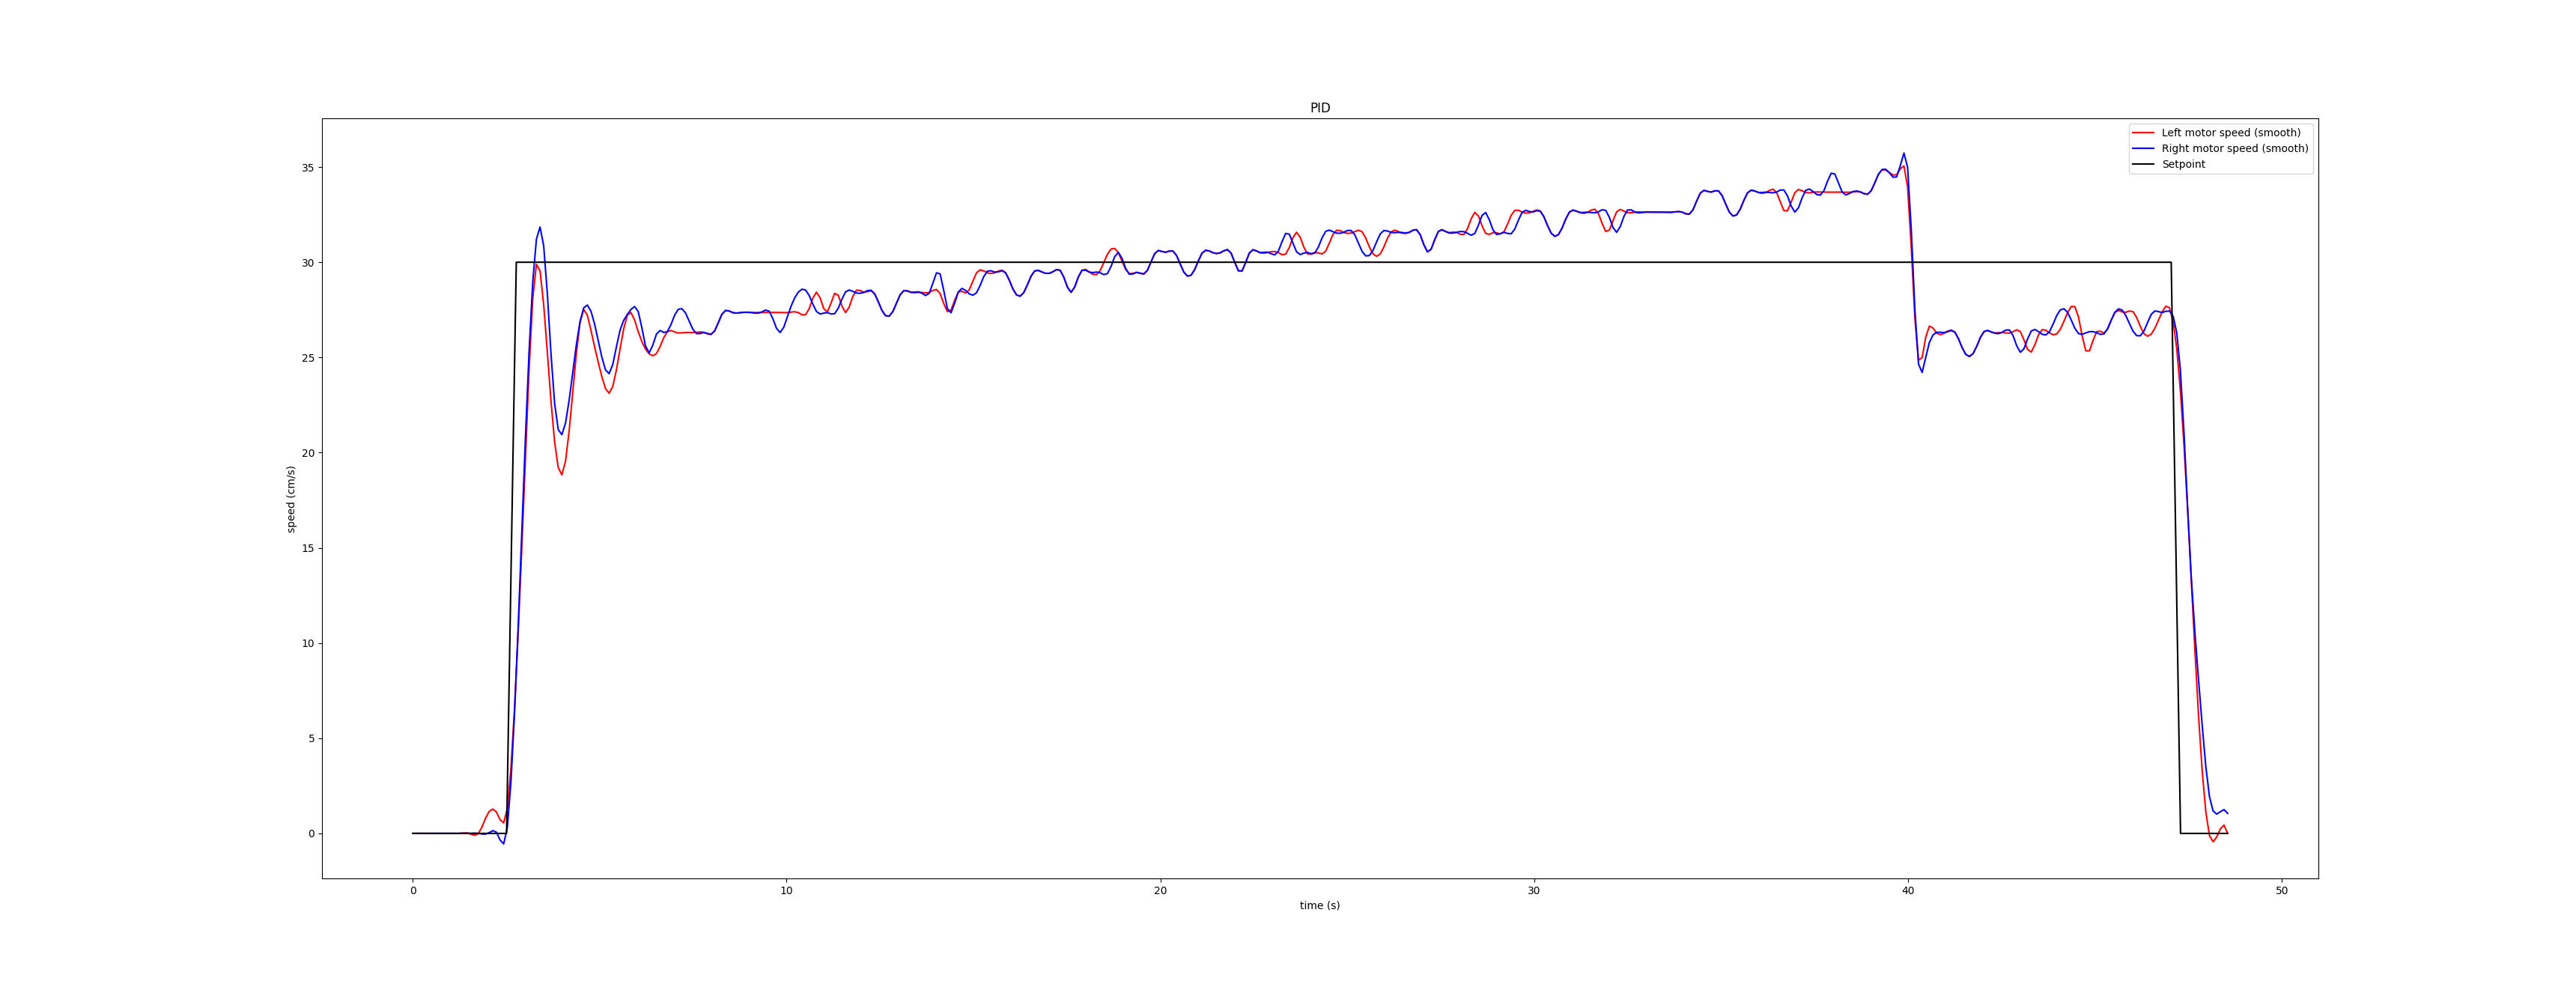 PID
Left motor speed (smooth)
Right motor speed (smooth)
Setpoint
35
30
25
20
15
10
5
0
speed (cm/s)
0 10 20 30 40 50
time (s)